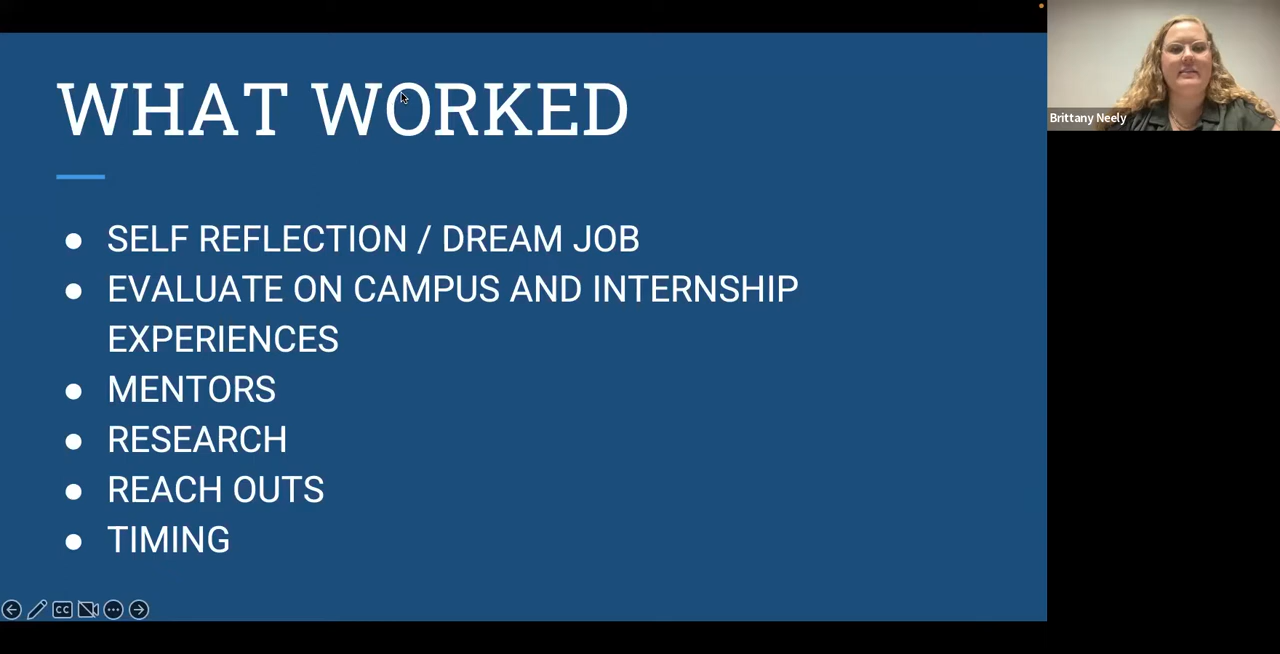 WHAT WORKED
● SELF REFLECTION / DREAM JOB
● EVALUATE ON CAMPUS AND INTERNSHIP
EXPERIENCES
● MENTORS
● RESEARCH
● REACH OUTS
● TIMING
Brittany Neely
CC